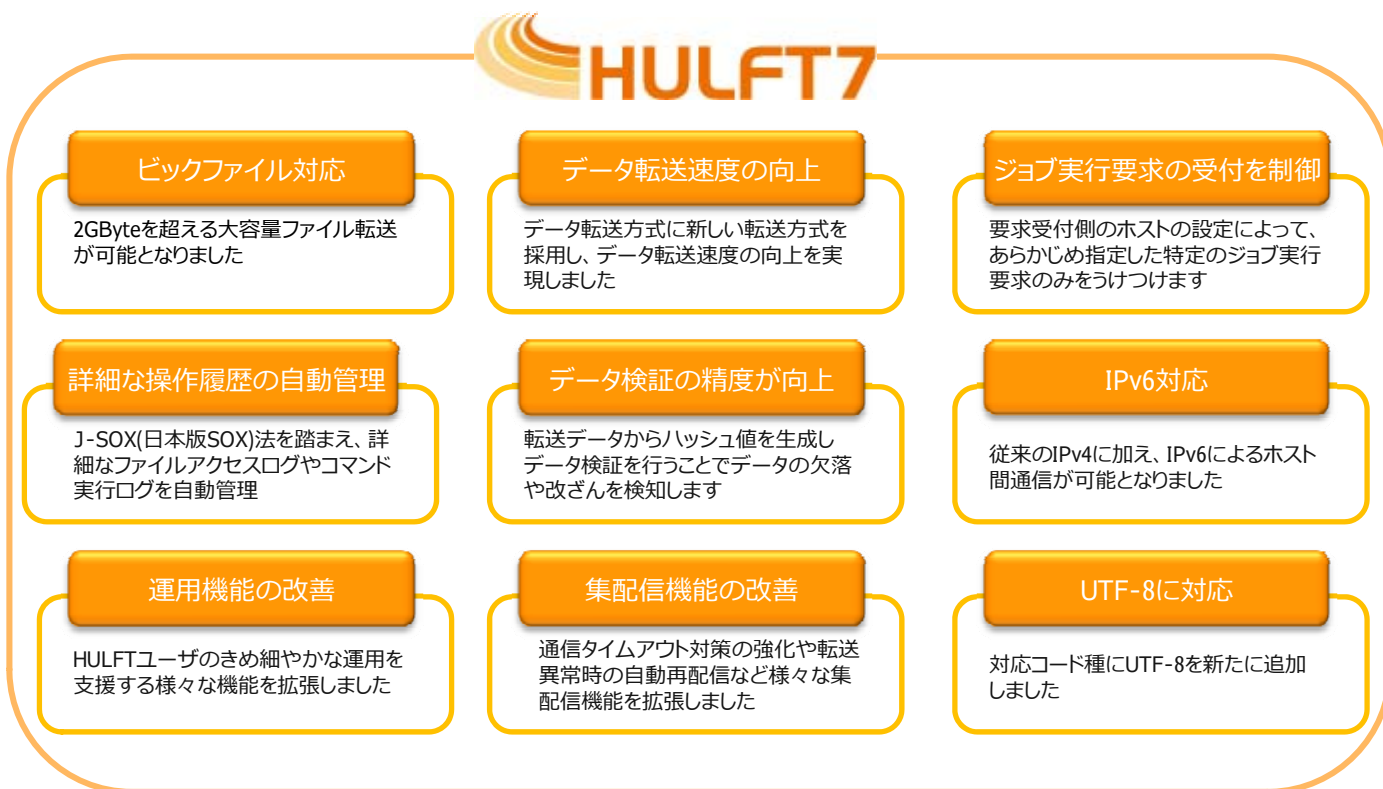 HULFT7
ビックファイル対応
2GByteを超える大容量ファイル転送
が可能となりました
データ転送速度の向上
データ転送方式に新しい転送方式を
採用し、データ転送速度の向上を実
現しました
ジョブ実行要求の受付を制御
要求受付側のホストの設定によって、
あらかじめ指定した特定のジョブ実行
要求のみをうけつけます
詳細な操作履歴の自動管理
J-SOX(日本版SOX)法を踏まえ、詳
細なファイルアクセスログやコマンド
実行ログを自動管理
データ検証の精度が向上
転送データからハッシュ値を生成し
データ検証を行うことでデータの欠落
や改ざんを検知します
IPv6対応
従来のIPv4に加え、IPv6によるホスト
間通信が可能となりました
運用機能の改善
HULFTユーザのきめ細やかな運用を
支援する様々な機能を拡張しました
集配信機能の改善
通信タイムアウト対策の強化や転送
異常時の自動再配信など様々な集
配信機能を拡張しました
UTF-8に対応
対応コード種にUTF-8を新たに追加
しました